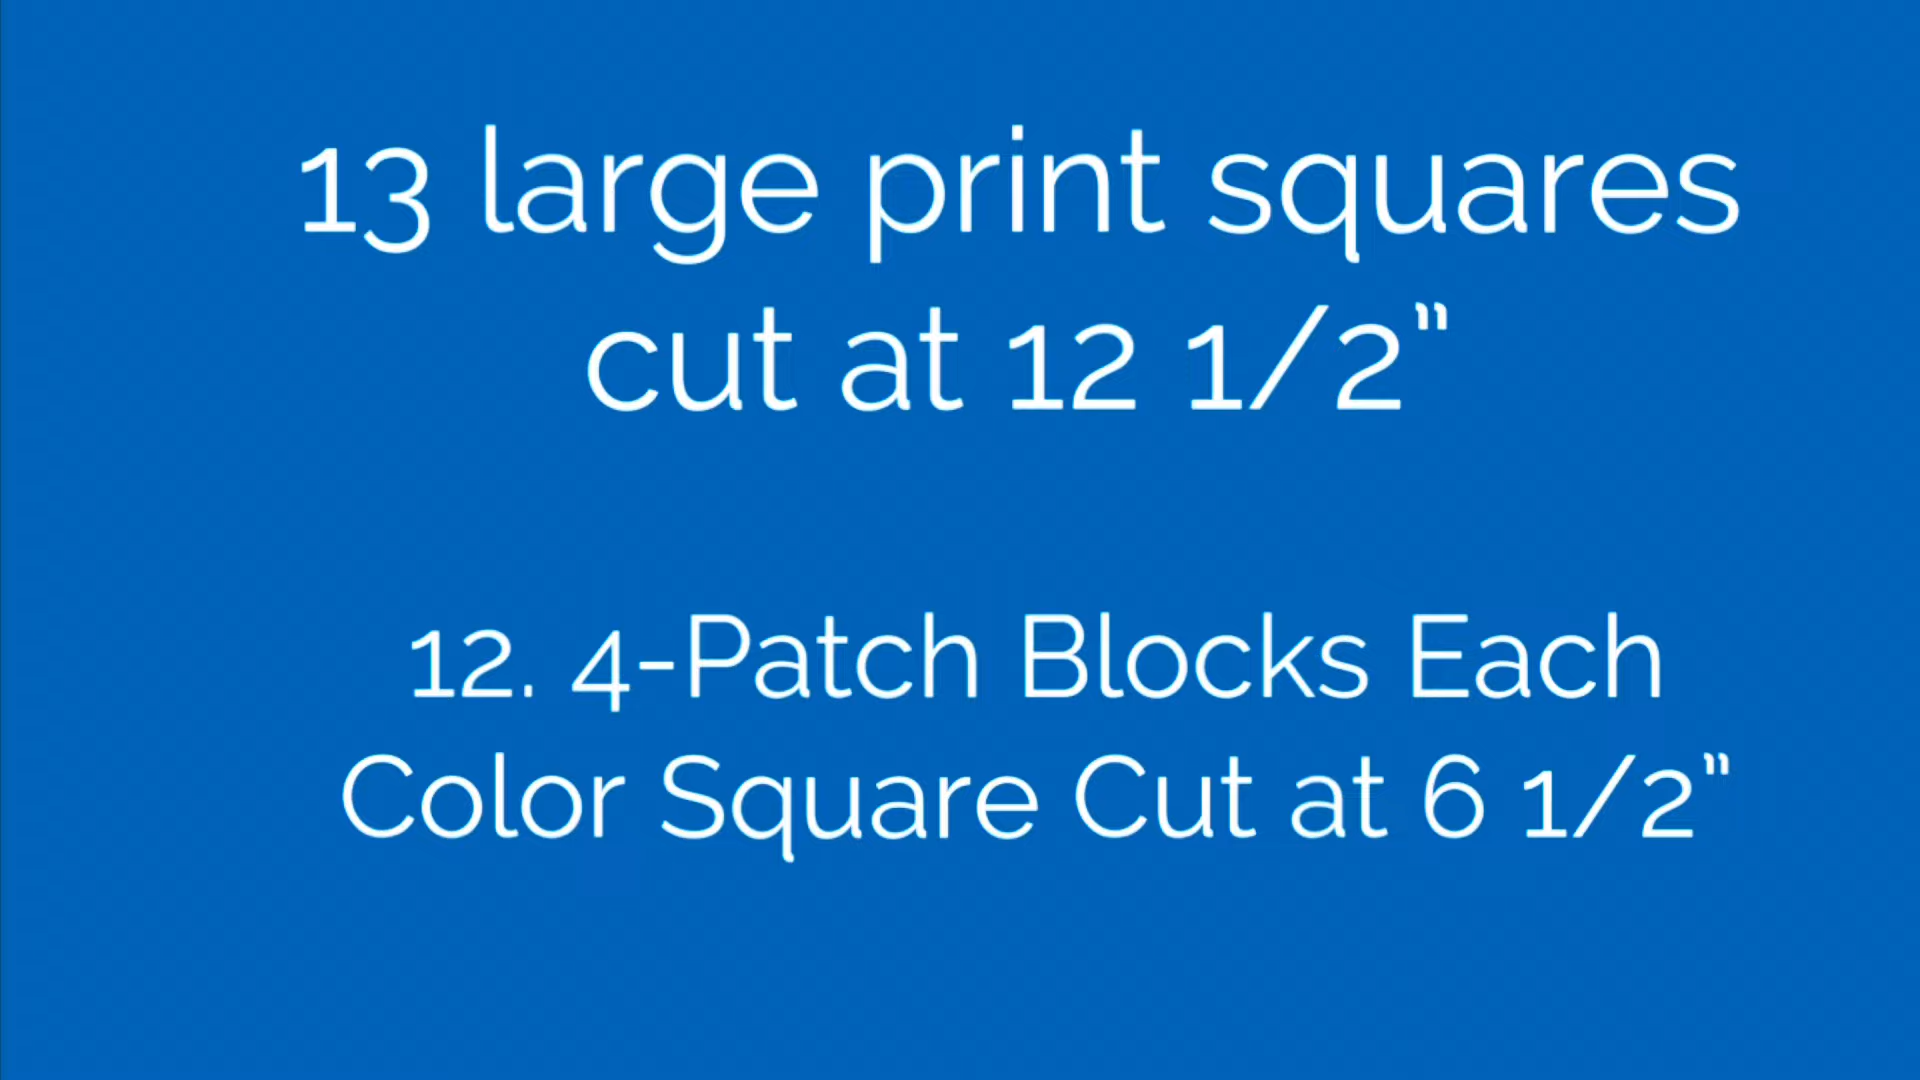 13 large print squares
cut at 12 1/2”
12. 4-Patch Blocks Each
Color Square Cut at 6 1/2”